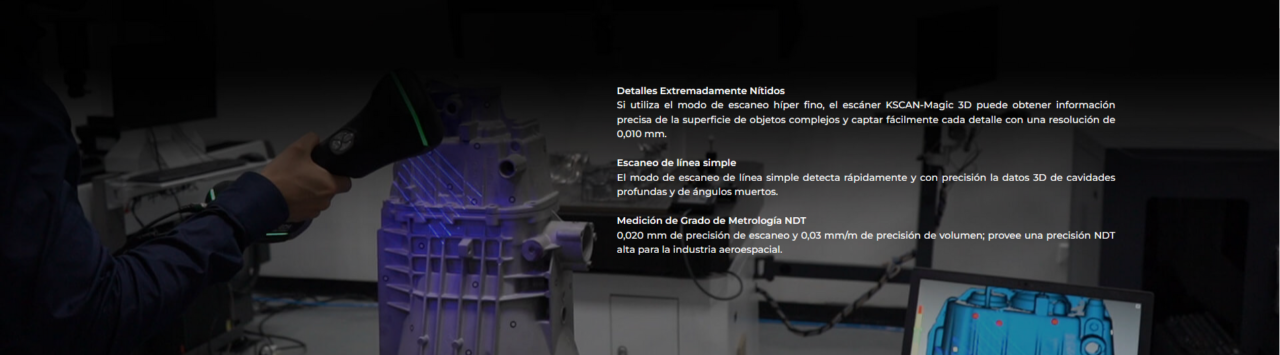 Detalles Extremadamente Nítidos
Si utiliza el modo de escaneo híper fino, el escáner KSCAN-Magic 3D puede obtener información
precisa de la superficie de objetos complejos y captar fácilmente cada detalle con una resolución de
0,010 mm.
Escaneo de línea simple
El modo de escaneo de línea simple detecta rápidamente y con precisión la datos 3D de cavidades
profundas y de ángulos muertos.
Medición de Grado de Metrología NDT
0,020 mm de precisión de escaneo y 0,03 mm/m de precisión de volumen; provee una precisión NDT
alta para la industria aeroespacial.